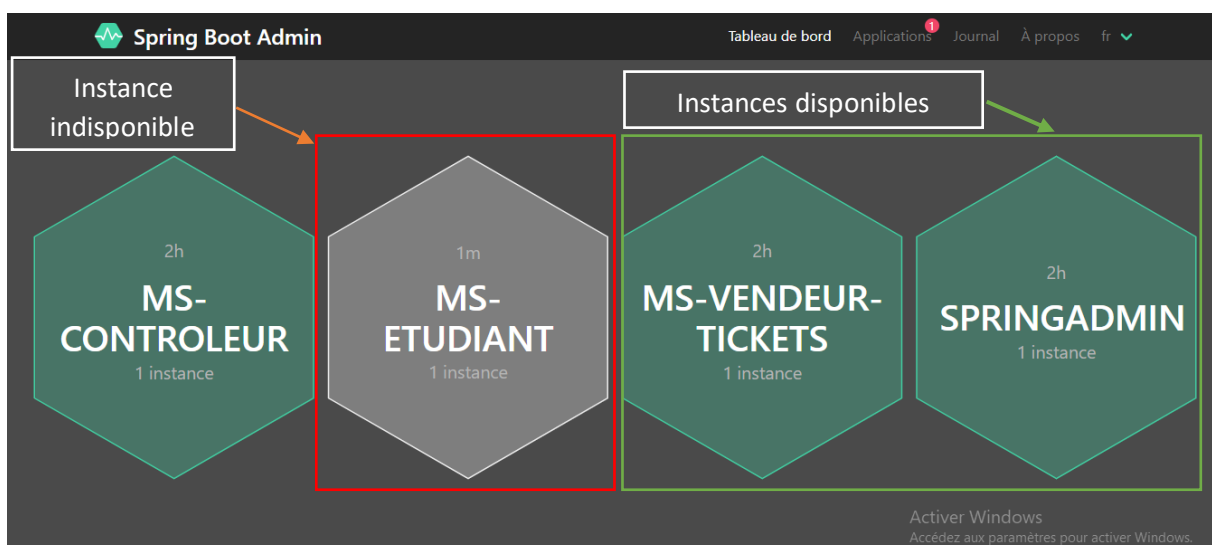 Spring Boot Admin
Tableau de bord Applications 1 Journal À propos fr
Instance
indisponible
Instances disponibles
2h
MS-
CONTROLEUR
1 instance
1m
MS-
ETUDIANT
1 instance
2h
MS-VENDEUR-
TICKETS
1 instance
2h
SPRINGADMIN
1 instance
Activer Windows
Accédez aux paramètres pour activer Windows.